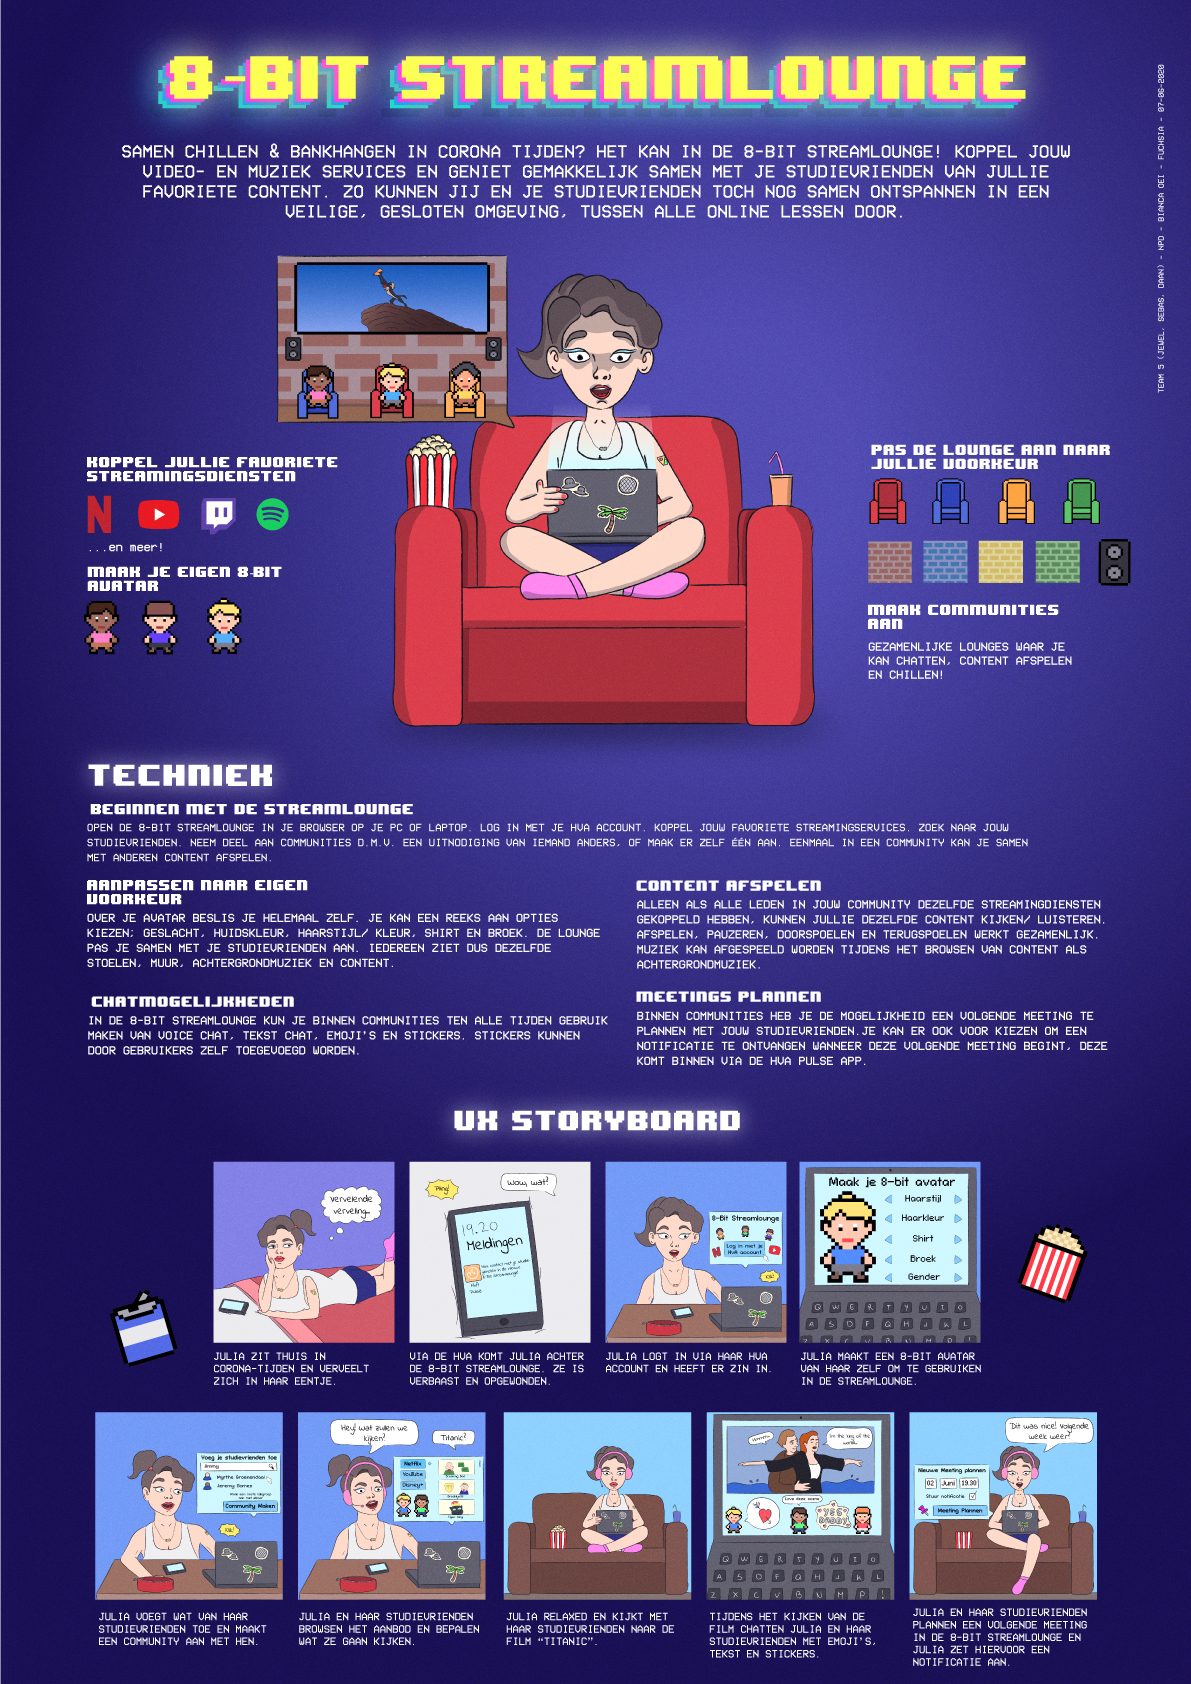 8-BIT STREAMLOUNGE
TEAM 5 (JEWEL, SEBAS, DAAN) - NPD - BIANCA OEI - FUCHSIA - 07-06-2020
SAMEN CHILLEN & BANKHANGEN IN CORONA TIJDEN? HET KAN IN DE 8-BIT STREAMLOUNGE! KOPPEL JOUW
VIDEO- EN MUZIEK SERVICES EN GENIET GEMAKKELIJK SAMEN MET JE STUDIEVRIENDEN VAN JULLIE
FAVORIETE CONTENT. ZO KUNNEN JIJ EN JE STUDIEVRIENDEN TOCH NOG SAMEN ONTSPANNEN IN EEN
VEILIGE, GESLOTEN OMGEVING, TUSSEN ALLE ONLINE LESSEN DOOR.
KOPPEL JULLIE FAVORIETE
STREAMINGSDIENSTEN
N
...en meer!
MAAK JE EIGEN 8-BIT
AVATAR
PAS DE LOUNGE AAN NAAR
JULLIE VOORKEUR
MAAK COMMUNITIES
AAN
GEZAMENLIJKE LOUNGES WAAR JE
KAN CHATTEN, CONTENT AFSPELEN
EN CHILLEN!
TECHNIEK
BEGINNEN MET DE STREAMLOUNGE
OPEN DE 8-BIT STREAMLOUNGE IN JE BROWSER OP JE PC OF LAPTOP. LOG IN MET JE HVA ACCOUNT. KOPPEL JOUW FAVORIETE STREAMINGSERVICES. ZOEK NAAR JOUW
STUDIEVRIENDEN. NEEM DEEL AAN COMMUNITIES D.M.V. EEN UITNODIGING VAN IEMAND ANDERS, OF MAAK ER ZELF ÉÉN AAN. EENMAAL IN EEN COMMUNITY KAN JE SAMEN
MET ANDEREN CONTENT AFSPELEN.
AANPASSEN NAAR EIGEN
VOORKEUR
OVER JE AVATAR BESLIS JE HELEMAAL ZELF. JE KAN EEN REEKS AAN OPTIES
KIEZEN; GESLACHT, HUIDSKLEUR, HAARSTIJL/ KLEUR, SHIRT EN BROEK. DE LOUNGE
PAS JE SAMEN MET JE STUDIEVRIENDEN AAN. IEDEREEN ZIET DUS DEZELFDE
STOELEN, MUUR, ACHTERGRONDMUZIEK EN CONTENT.
CONTENT AFSPELEN
ALLEEN ALS ALLE LEDEN IN JOUW COMMUNITY DEZELFDE STREAMINGDIENSTEN
GEKOPPELD HEBBEN, KUNNEN JULLIE DEZELFDE CONTENT KIJKEN/ LUISTEREN.
AFSPELEN, PAUZEREN, DOORSPOELEN EN TERUGSPOELEN WERKT GEZAMENLIJK.
MUZIEK KAN AFGESPEELD WORDEN TIJDENS HET BROWSEN VAN CONTENT ALS
ACHTERGRONDMUZIEK.
CHATMOGELIJKHEDEN
IN DE 8-BIT STREAMLOUNGE KUN JE BINNEN COMMUNITIES TEN ALLE TIJDEN GEBRUIK
MAKEN VAN VOICE CHAT, TEKST CHAT, EMOJI'S EN STICKERS. STICKERS KUNNEN
DOOR GEBRUIKERS ZELF TOEGEVOEGD WORDEN.
MEETINGS PLANNEN
BINNEN COMMUNITIES HEB JE DE MOGELIJKHEID EEN VOLGENDE MEETING TE
PLANNEN MET JOUW STUDIEVRIENDEN.JE KAN ER OOK VOOR KIEZEN OM EEN
NOTIFICATIE TE ONTVANGEN WANNEER DEZE VOLGENDE MEETING BEGINT, DEZE
KOMT BINNEN VIA DE HVA PULSE APP.
UX STORYBOARD
vervelende
verveling...
JULIA ZIT THUIS IN
CORONA-TIJDEN EN VERVEELT
ZICH IN HAAR EENTJE.
Ping!
Wow, wat?
19.20
Meldingen
VIA DE HVA KOMT JULIA ACHTER
DE 8-BIT STREAMLOUNGE. ZE IS
VERBAAST EN OPGEWONDEN.
8-Bit Streamlounge
N
Log in met je
HvA account
JULIA LOGT IN VIA HAAR HVA
ACCOUNT EN HEEFT ER ZIN IN.
Maak je 8-bit avatar
Haarstijl
Haarkleur
Shirt
Broek
Gender
Q W E R T Y U I O
A S D F G H J K L
Z X C V B N M P !
JULIA MAAKT EEN 8-BIT AVATAR
VAN HAAR ZELF OM TE GEBRUIKEN
IN DE STREAMLOUNGE.
Voeg je studievrienden toe
Jimmy
Myrthe Groenendaal
Jeremy Bames
Community Maken
JULIA VOEGT WAT VAN HAAR
STUDIEVRIENDEN TOE EN MAAKT
EEN COMMUNITY AAN MET HEN.
Hey! Wat zullen we
kijken?
Titanic?
Netflix
YouTube
Disney+
JULIA EN HAAR STUDIEVRIENDEN
BROWSEN HET AANBOD EN BEPALEN
WAT ZE GAAN KIJKEN.
JULIA RELAXED EN KIJKT MET
HAAR STUDIEVRIENDEN NAAR DE
FILM “TITANIC”.
I'm the king of the
world!
Love deze scene
YES
DADDY
Q W E R T Y U I O
A S D F G H J K L
Z X C V B N M P !
TIJDENS HET KIJKEN VAN DE
FILM CHATTEN JULIA EN HAAR
STUDIEVRIENDEN MET EMOJI'S,
TEKST EN STICKERS.
Dit was nice! Volgende
week weer?
Nieuwe Meeting plannen
02 Juni 19.30
Stuur notificatie
Meeting Plannen
JULIA EN HAAR STUDIEVRIENDEN
PLANNEN EEN VOLGENDE MEETING
IN DE 8-BIT STREAMLOUNGE EN
JULIA ZET HIERVOOR EEN
NOTIFICATIE AAN.